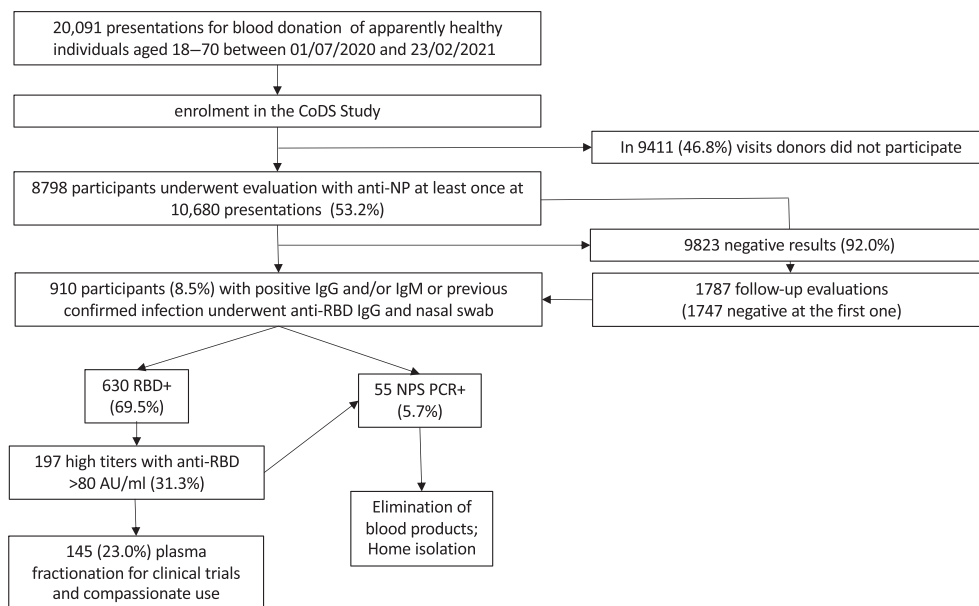 20,091 presentations for blood donation of apparently healthy
individuals aged 18–70 between 01/07/2020 and 23/02/2021
enrolment in the CoDS Study
In 9411 (46.8%) visits donors did not participate
8798 participants underwent evaluation with anti-NP at least once at
10,680 presentations (53.2%)
9823 negative results (92.0%)
910 participants (8.5%) with positive IgG and/or IgM or previous
confirmed infection underwent anti-RBD IgG and nasal swab
1787 follow-up evaluations
(1747 negative at the first one)
630 RBD+
(69.5%)
55 NPS PCR+
(5.7%)
197 high titers with anti-RBD
>80 AU/ml (31.3%)
Elimination of
blood products;
Home isolation
145 (23.0%) plasma
fractionation for clinical trials
and compassionate use